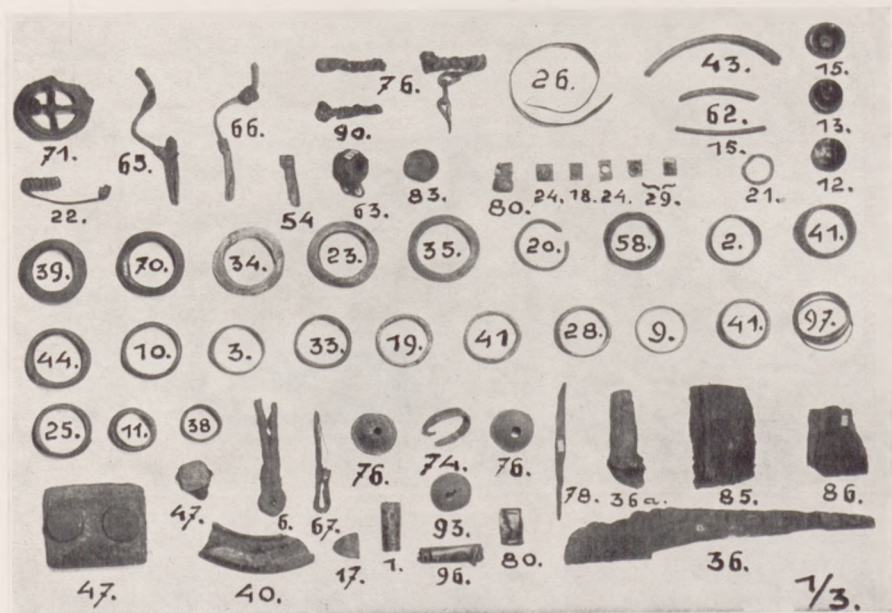 71. 65. 66. 76. 90. 26. 43. 62. 15. 15. 13. 12.
22. 54 63. 83. 80. 24. 18. 24. 29. 21.
39. 70. 34. 23. 35. 20. 58. 2. 41.
44. 10. 3. 33. 19. 41 28. 9. 41. 97.
25. 11. 38
76. 74. 76.
47. 6. 67. 93. 78. 36a. 85. 86.
47. 40. 17. 1. 96. 80. 36.
1/3.